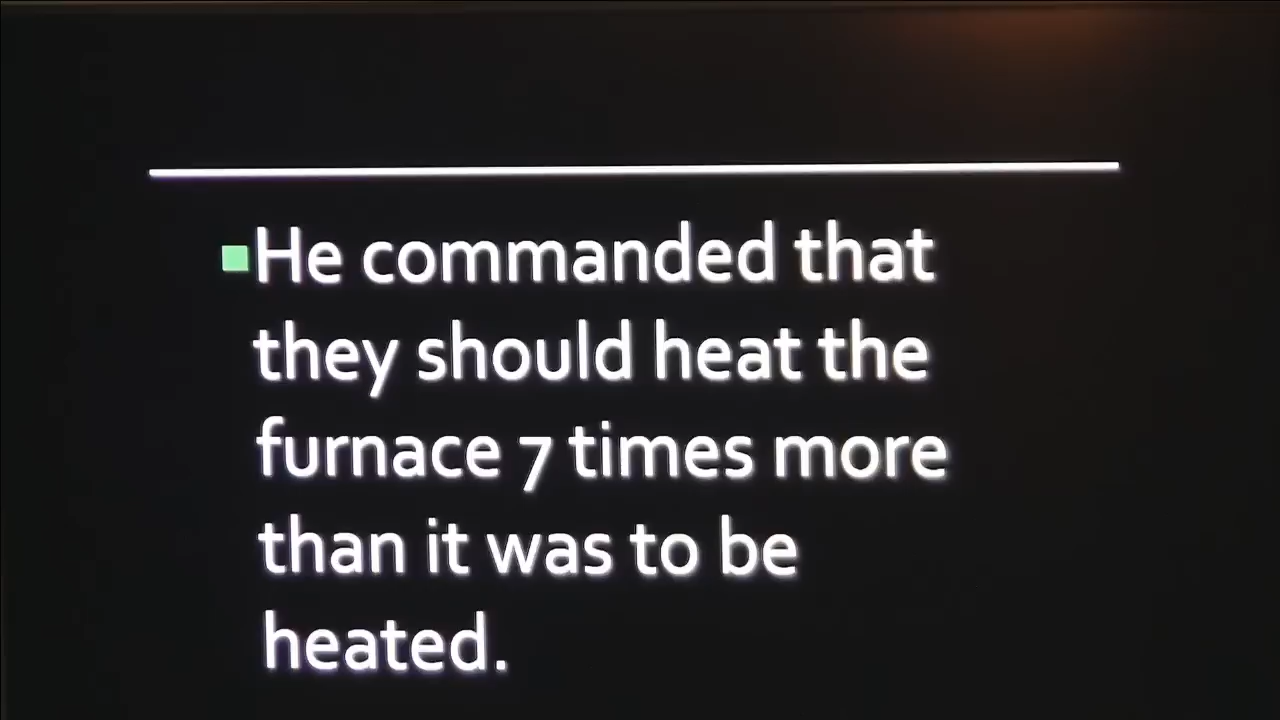 He commanded that
they should heat the
furnace 7 times more
than it was to be
heated.